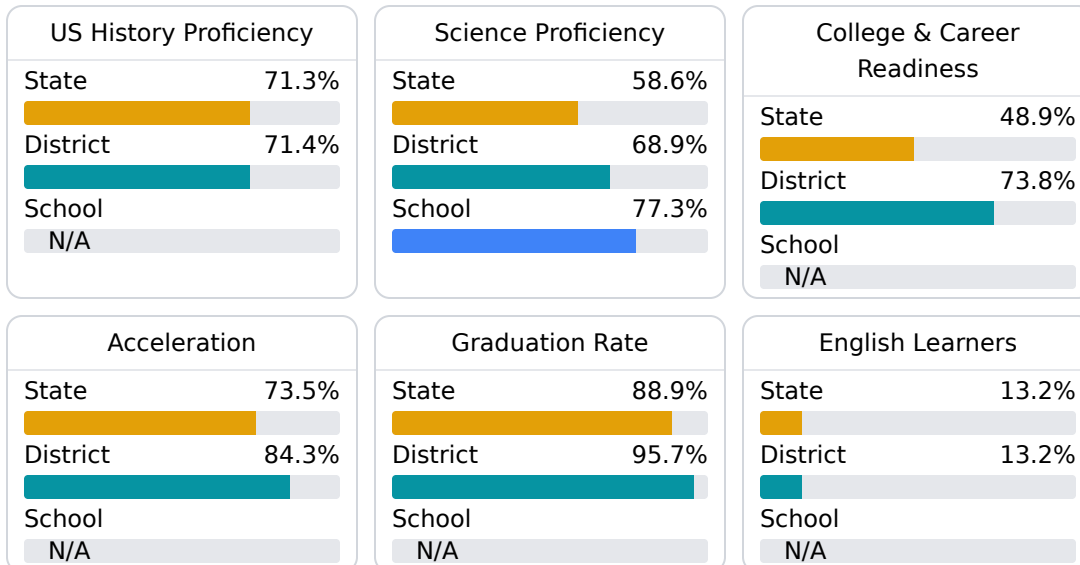 US History Proficiency
State 71.3%
District 71.4%
School
N/A
Science Proficiency
State 58.6%
District 68.9%
School 77.3%
College & Career
Readiness
State 48.9%
District 73.8%
School
N/A
Acceleration
State 73.5%
District 84.3%
School
N/A
Graduation Rate
State 88.9%
District 95.7%
School
N/A
English Learners
State 13.2%
District 13.2%
School
N/A